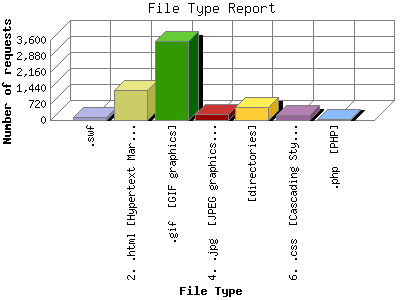 File Type Report
Number of requests
3,600
2,880
2,160
1,440
720
0
.swf
2. .html [Hypertext Mar...
.gif [GIF graphics]
4. .jpg [JPEG graphics...
[directories]
6. .css [Cascading Sty...
.php [PHP]
File Type